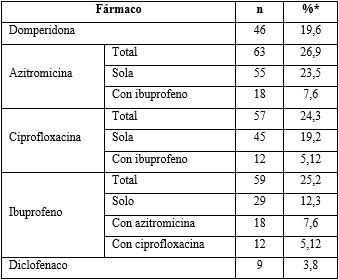 Fármaco n %*
Domperidona 46 19,6
Azitromicina Total 63 26,9
Sola 55 23,5
Con ibuprofeno 18 7,6
Ciprofloxacina Total 57 24,3
Sola 45 19,2
Con ibuprofeno 12 5,12
Ibuprofeno Total 59 25,2
Solo 29 12,3
Con azitromicina 18 7,6
Con ciprofloxacina 12 5,12
Diclofenaco 9 3,8